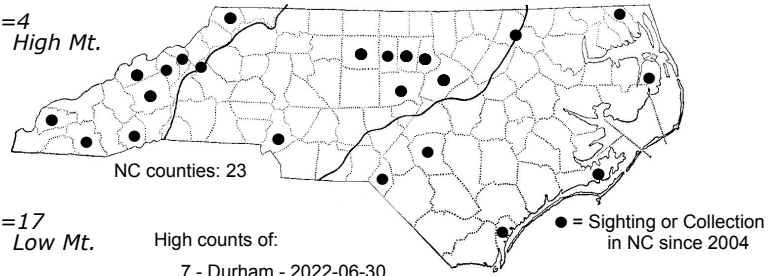 =4
High Mt.
NC counties: 23
=17
Low Mt.
High counts of:
7 - Durham - 2022-06-30
● = Sighting or Collection
in NC since 2004